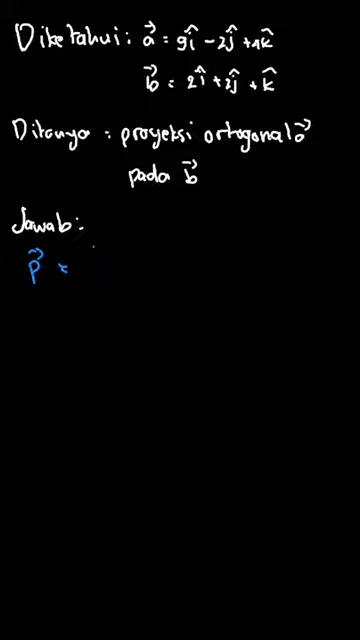 Diketahui: a⃗ = 9î - 2ĵ + 4k̂
b⃗ = 2î + 2ĵ + k̂
Ditanya = proyeksi ortogonal a⃗
pada b⃗
Jawab:
p⃗ =